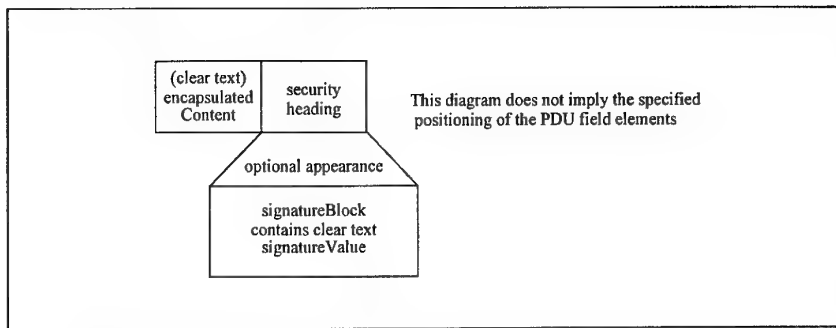 (clear text)
encapsulated
Content
security
heading
This diagram does not imply the specified
positioning of the PDU field elements
optional appearance
signatureBlock
contains clear text
signatureValue